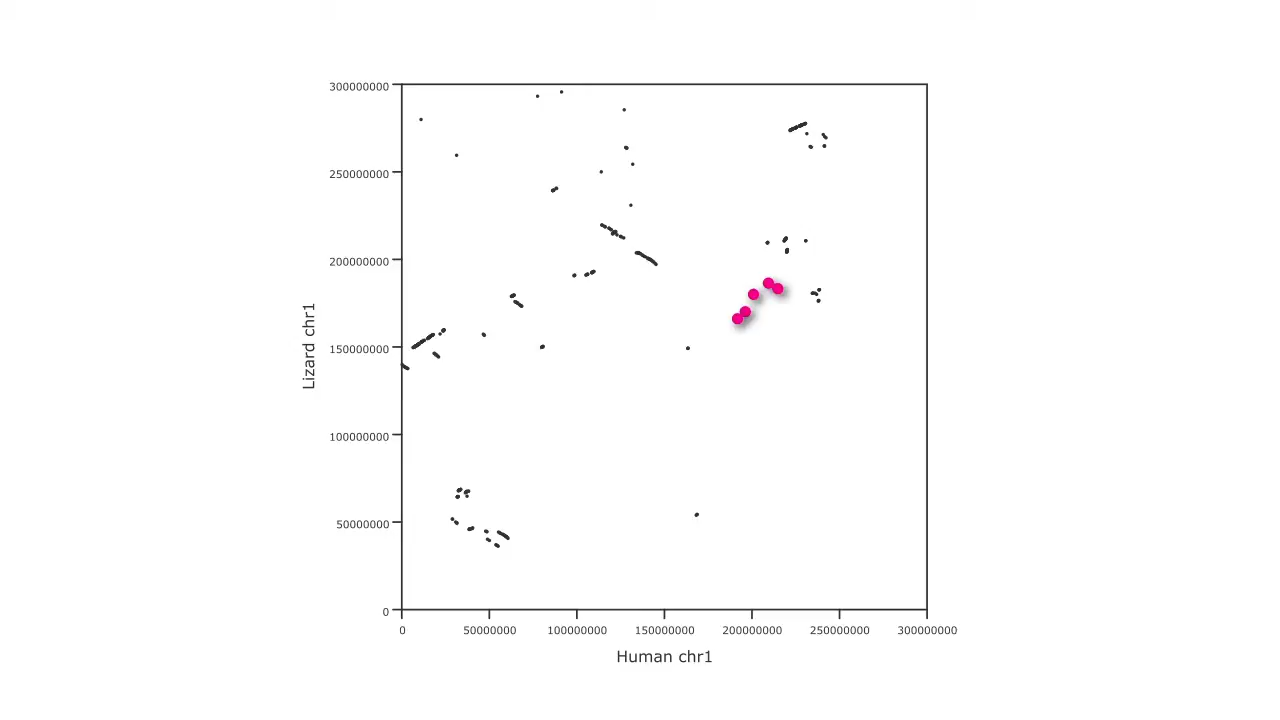 300000000
250000000
200000000
150000000
100000000
50000000
0
Lizard chr1
0 50000000 100000000 150000000 200000000 250000000 300000000
Human chr1